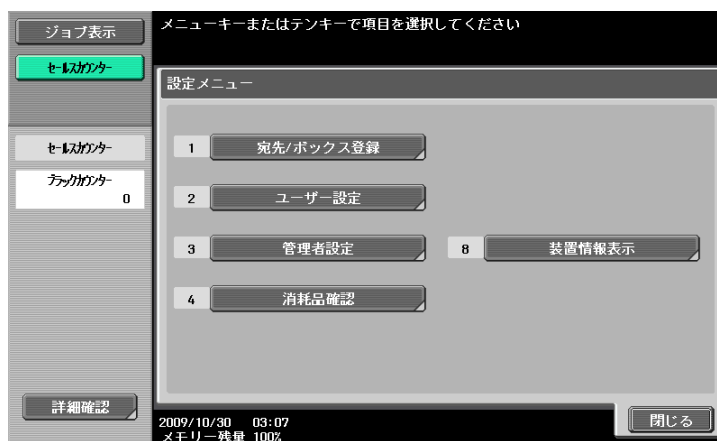 ジョブ表示
メニューキーまたはテンキーで項目を選択してください
セールスカウンター
設定メニュー
セールスカウンター
ブラックカウンター
0
1 宛先/ボックス登録
2 ユーザー設定
3 管理者設定
8 装置情報表示
4 消耗品確認
詳細確認
2009/10/30 03:07
メモリー残量 100%
閉じる